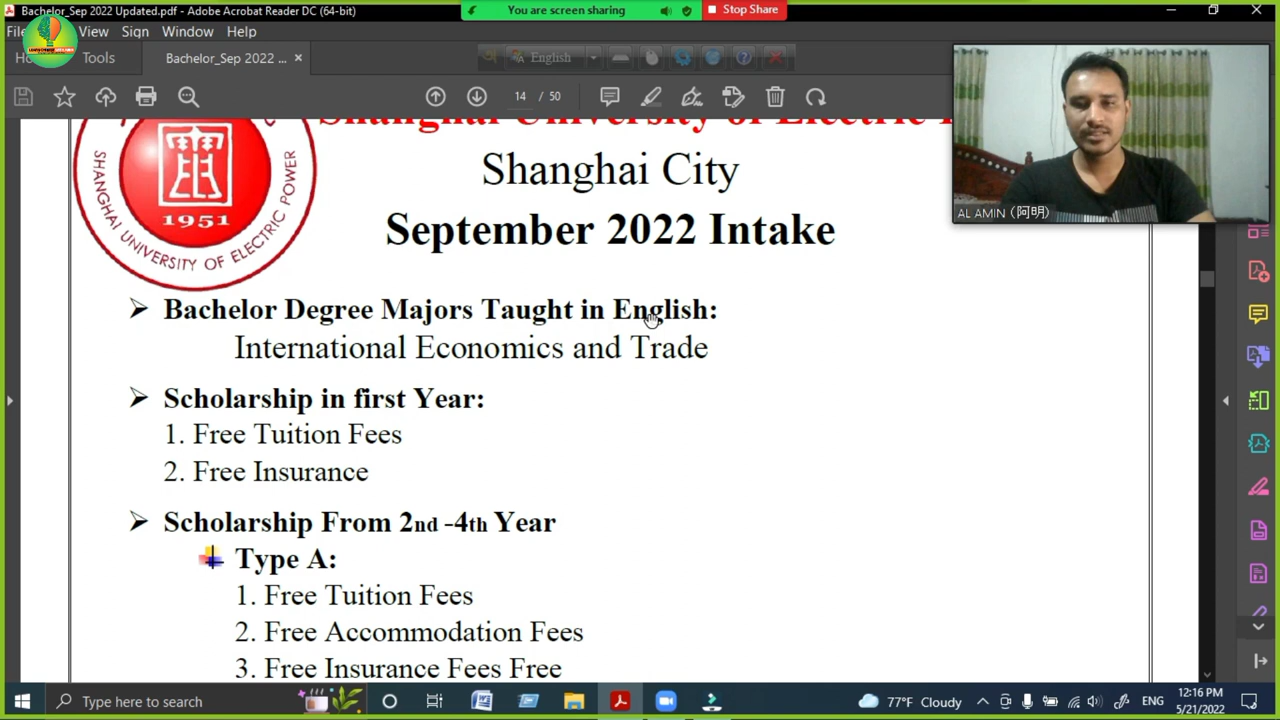 Bachelor_Sep 2022 Updated.pdf - Adobe Acrobat Reader DC (64-bit)
You are screen sharing
Stop Share
View Sign Window Help
Tools
Bachelor_Sep 2022 ...
English
14 / 50
AL AMIN (阿明)
SHANGHAI UNIVERSITY OF ELECTRIC POWER
1951
Shanghai University of Electric
Shanghai City
September 2022 Intake
➢ Bachelor Degree Majors Taught in English:
International Economics and Trade
➢ Scholarship in first Year:
1. Free Tuition Fees
2. Free Insurance
➢ Scholarship From 2nd -4th Year
Type A:
1. Free Tuition Fees
2. Free Accommodation Fees
3. Free Insurance Fees Free
Type here to search
77°F Cloudy
ENG
12:16 PM
5/21/2022